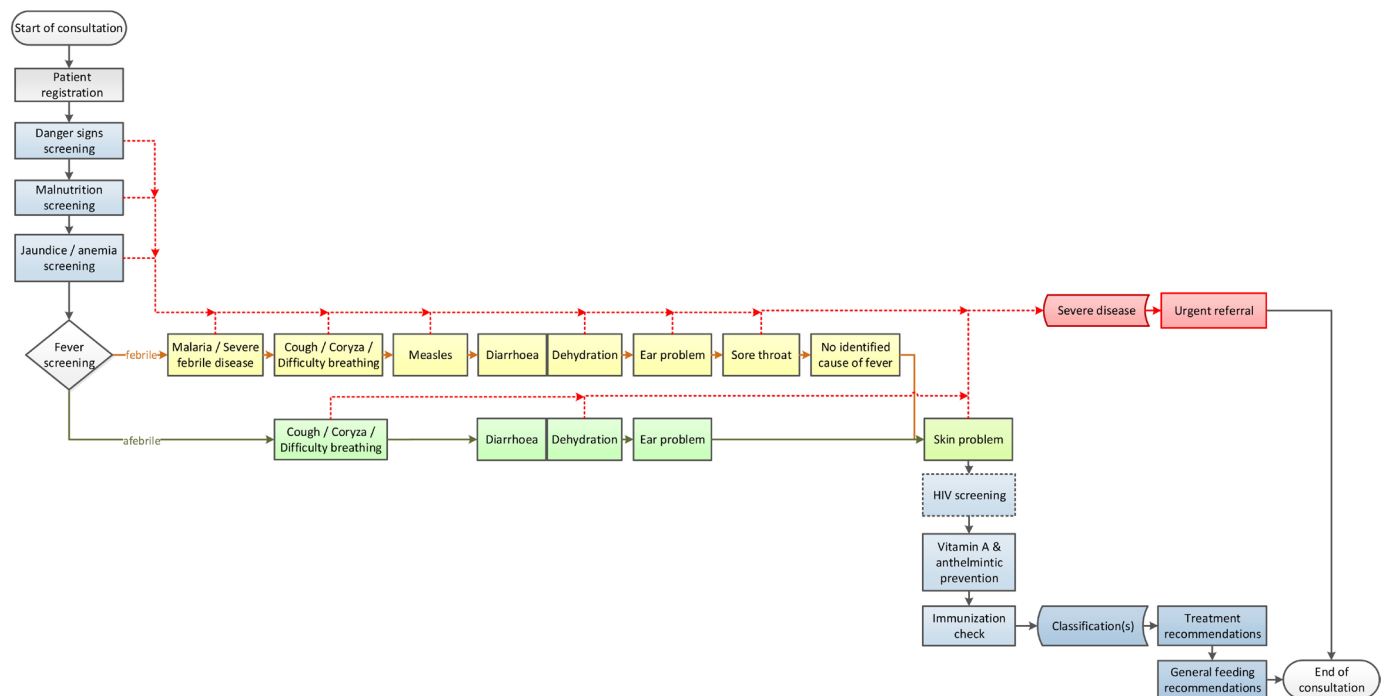 Start of consultation
Patient
registration
Danger signs
screening
Malnutrition
screening
Jaundice / anemia
screening
Fever
screening
febrile
Malaria / Severe
febrile disease
Cough / Coryza /
Difficulty breathing
Measles
Diarrhoea
Dehydration
Ear problem
Sore throat
No identified
cause of fever
Severe disease
Urgent referral
afebrile
Cough / Coryza /
Difficulty breathing
Diarrhoea
Dehydration
Ear problem
Skin problem
HIV screening
Vitamin A &
anthelmintic
prevention
Immunization
check
Classification(s)
Treatment
recommendations
General feeding
recommendations
End of
consultation